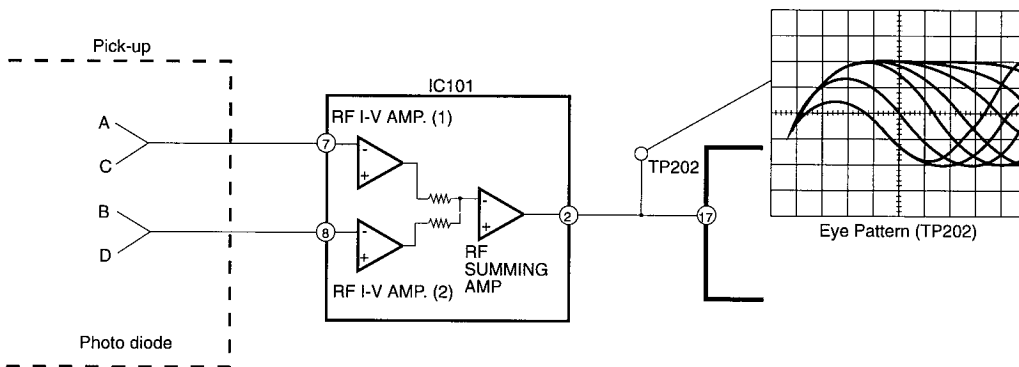 Pick-up
IC101
RF I-V AMP. (1)
A
C
7
-
+
TP202
B
D
8
-
+
-
+
2
17
RF
SUMMING
AMP
RF I-V AMP. (2)
Photo diode
Eye Pattern (TP202)